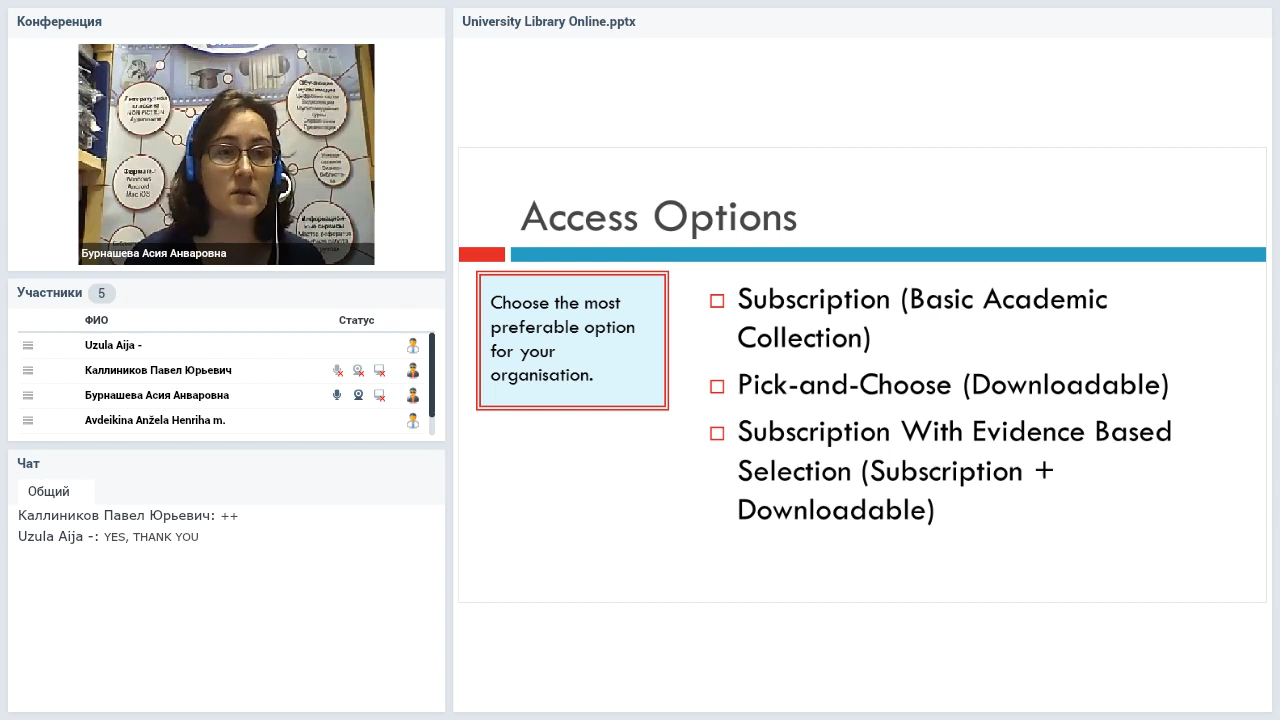 Конференция
Бурнашева Асия Анваровна
Участники 5
ФИО Статус
Uzula Aija -
Каллиников Павел Юрьевич
Бурнашева Асия Анваровна
Avdeikina Anžela Henriha m.
Чат
Общий
Каллиников Павел Юрьевич: ++
Uzula Aija -: YES, THANK YOU
University Library Online.pptx
Access Options
Choose the most
preferable option
for your
organisation.
Subscription (Basic Academic
Collection)
Pick-and-Choose (Downloadable)
Subscription With Evidence Based
Selection (Subscription +
Downloadable)